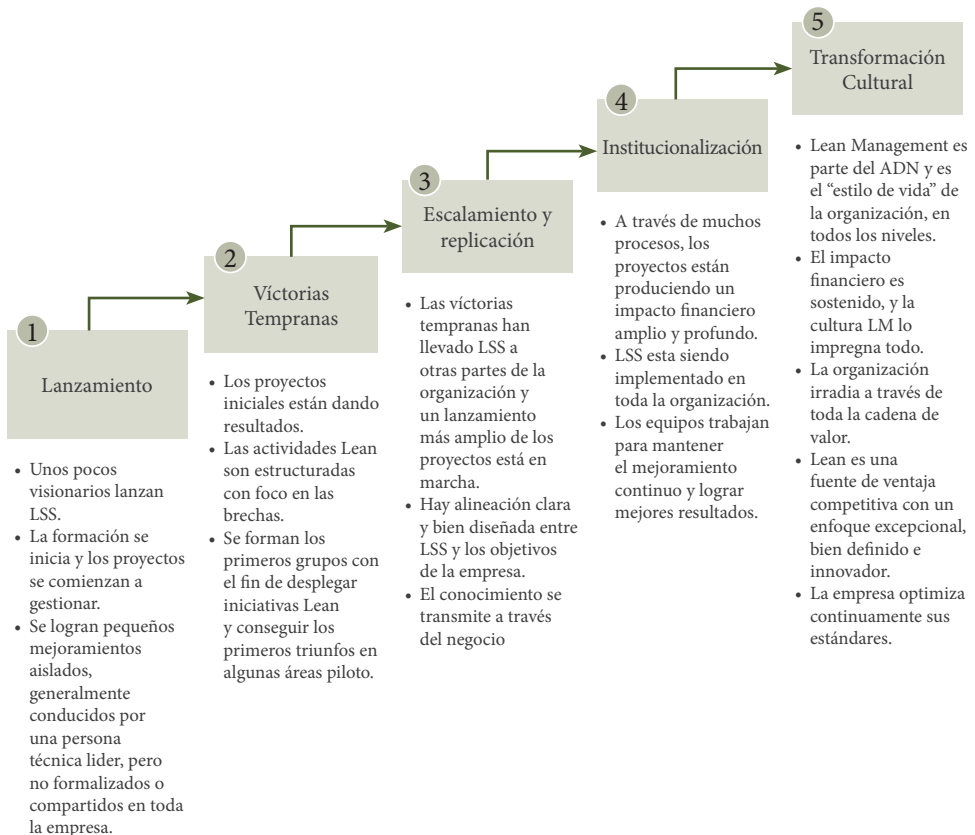 1
Lanzamiento
• Unos pocos
visionarios lanzan
LSS.
• La formación se
inicia y los proyectos
se comienzan a
gestionar.
• Se logran pequeños
mejoramientos
aislados,
generalmente
conducidos por
una persona
técnica lider, pero
no formalizados o
compartidos en toda
la empresa.
2
Víctorias
Tempranas
• Los proyectos
iniciales están dando
resultados.
• Las actividades Lean
son estructuradas
con foco en las
brechas.
• Se forman los
primeros grupos con
el fin de desplegar
iniciativas Lean
y conseguir los
primeros triunfos en
algunas áreas piloto.
3
Escalamiento y
replicación
• Las víctorias
tempranas han
llevado LSS a
otras partes de la
organización y
un lanzamiento
más amplio de los
proyectos está en
marcha.
• Hay alineación clara
y bien diseñada entre
LSS y los objetivos
de la empresa.
• El conocimiento se
transmite a través
del negocio
4
Institucionalización
• A través de muchos
procesos, los
proyectos están
produciendo un
impacto financiero
amplio y profundo.
• LSS esta siendo
implementado en
toda la organización.
• Los equipos trabajan
para mantener
el mejoramiento
continuo y lograr
mejores resultados.
5
Transformación
Cultural
• Lean Management es
parte del ADN y es
el “estilo de vida” de
la organización, en
todos los niveles.
• El impacto
financiero es
sostenido, y la
cultura LM lo
impregna todo.
• La organización
irradia a través de
toda la cadena de
valor.
• Lean es una
fuente de ventaja
competitiva con un
enfoque excepcional,
bien definido e
innovador.
• La empresa optimiza
continuamente sus
estándares.